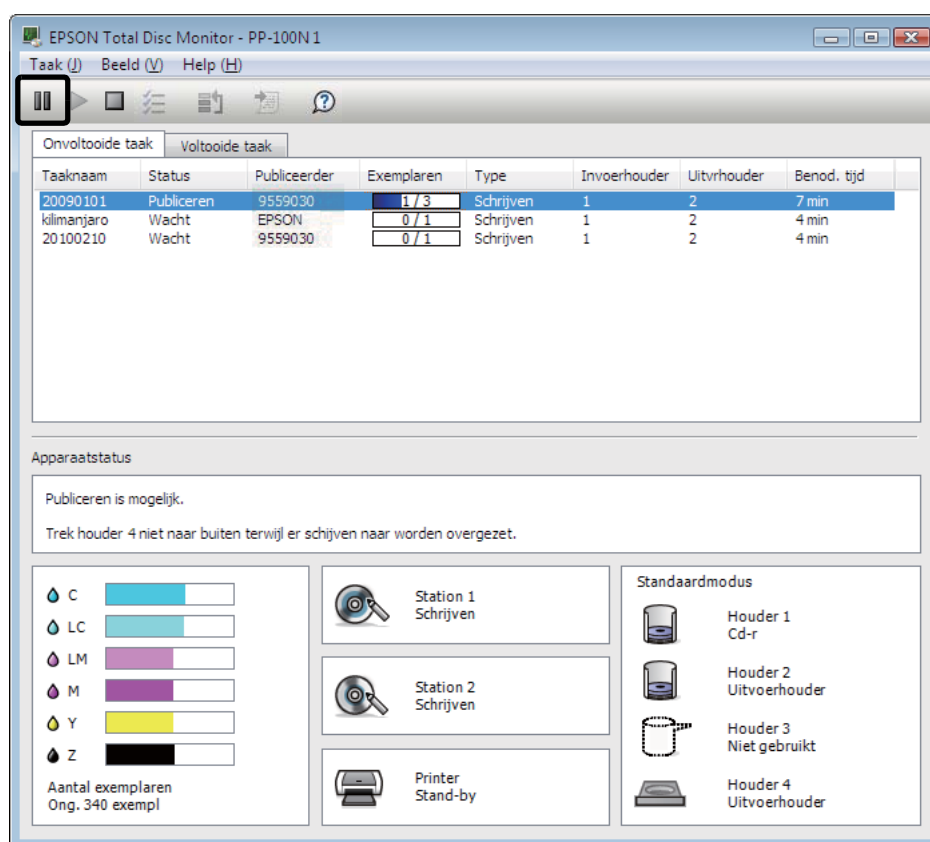 EPSON Total Disc Monitor - PP-100N 1
Taak (J) Beeld (V) Help (H)
Onvoltooide taak Voltooide taak
Taaknaam Status Publiceerder Exemplaren Type Invoerhouder Uitvrhouder Benod. tijd
20090101 Publiceren 9559030 1 / 3 Schrijven 1 2 7 min
kilimanjaro Wacht EPSON 0 / 1 Schrijven 1 2 4 min
20100210 Wacht 9559030 0 / 1 Schrijven 1 2 4 min
Apparaatstatus
Publiceren is mogelijk.
Trek houder 4 niet naar buiten terwijl er schijven naar worden overgezet.
C
LC
LM
M
Y
Z
Aantal exemplaren
Ong. 340 exempl
Station 1
Schrijven
Station 2
Schrijven
Printer
Stand-by
Standaardmodus
Houder 1
Cd-r
Houder 2
Uitvoerhouder
Houder 3
Niet gebruikt
Houder 4
Uitvoerhouder